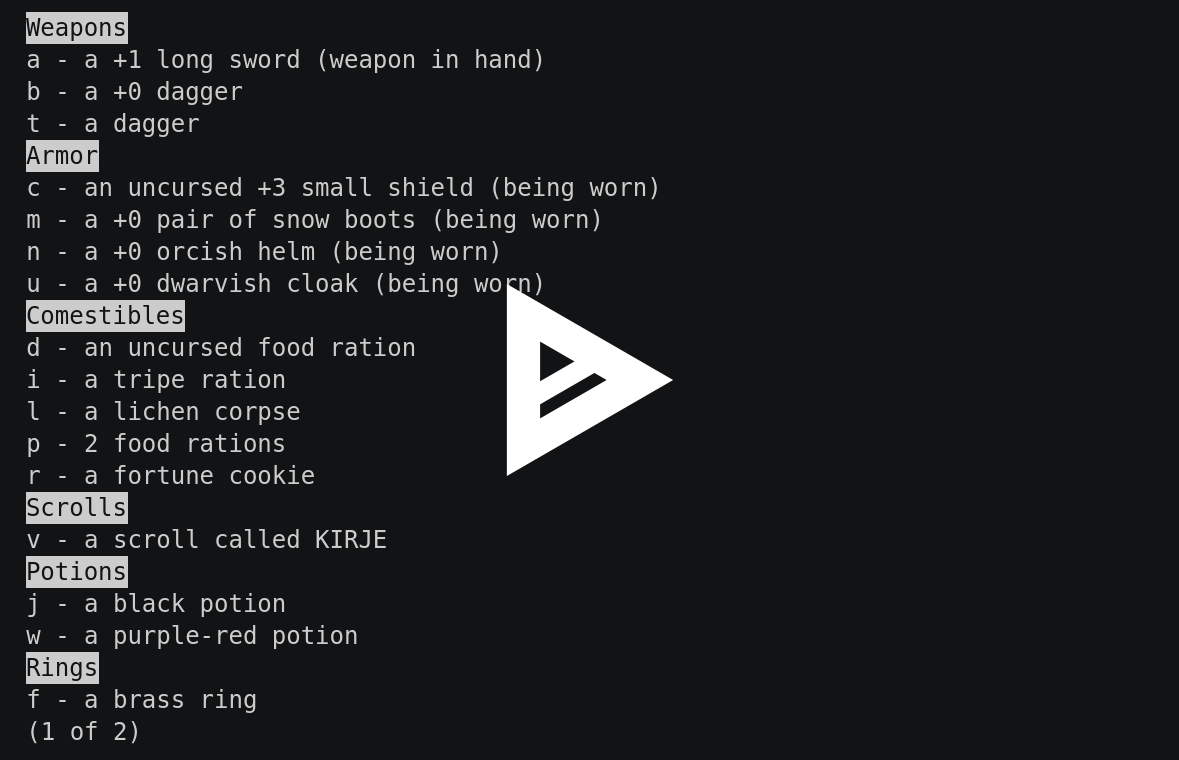 Weapons
a - a +1 long sword (weapon in hand)
b - a +0 dagger
t - a dagger
Armor
c - an uncursed +3 small shield (being worn)
m - a +0 pair of snow boots (being worn)
n - a +0 orcish helm (being worn)
u - a +0 dwarvish cloak (being worn)
Comestibles
d - an uncursed food ration
i - a tripe ration
l - a lichen corpse
p - 2 food rations
r - a fortune cookie
Scrolls
v - a scroll called KIRJE
Potions
j - a black potion
w - a purple-red potion
Rings
f - a brass ring
(1 of 2)